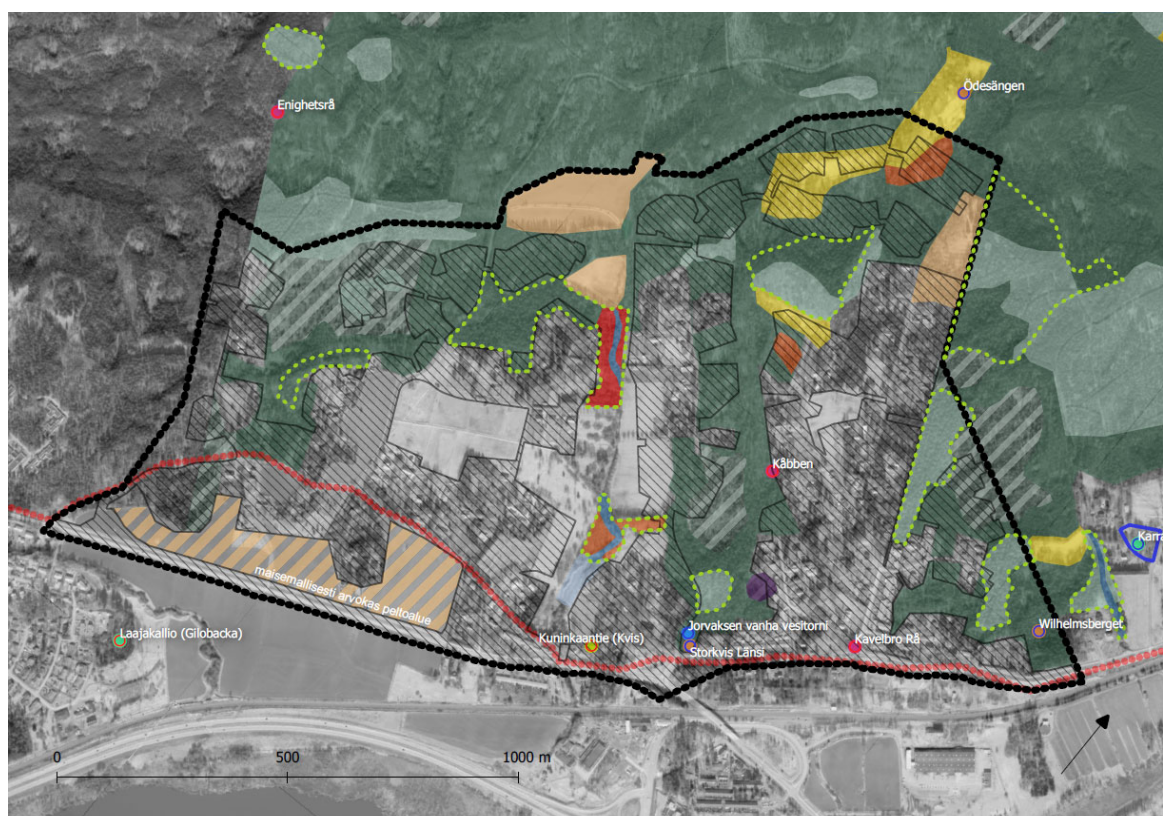 Ödesängen
Enighetsrå
Kåbben
Karra
maisemallisesti arvokas peltoalue
Laajakallio (Gilobacka)
Kuninkaantie (Kvis)
Jorvaksen vanha vesitorni
Storkvis Länsi
Kavelbro Rå
Wilhelmsberget
0 500 1000 m